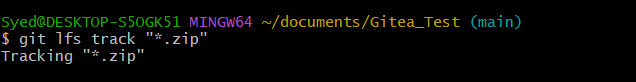 Syed@DESKTOP-S5OGK51 MINGW64 ~/documents/Gitea_Test (main)
$ git lfs track "*.zip"
Tracking "*.zip"